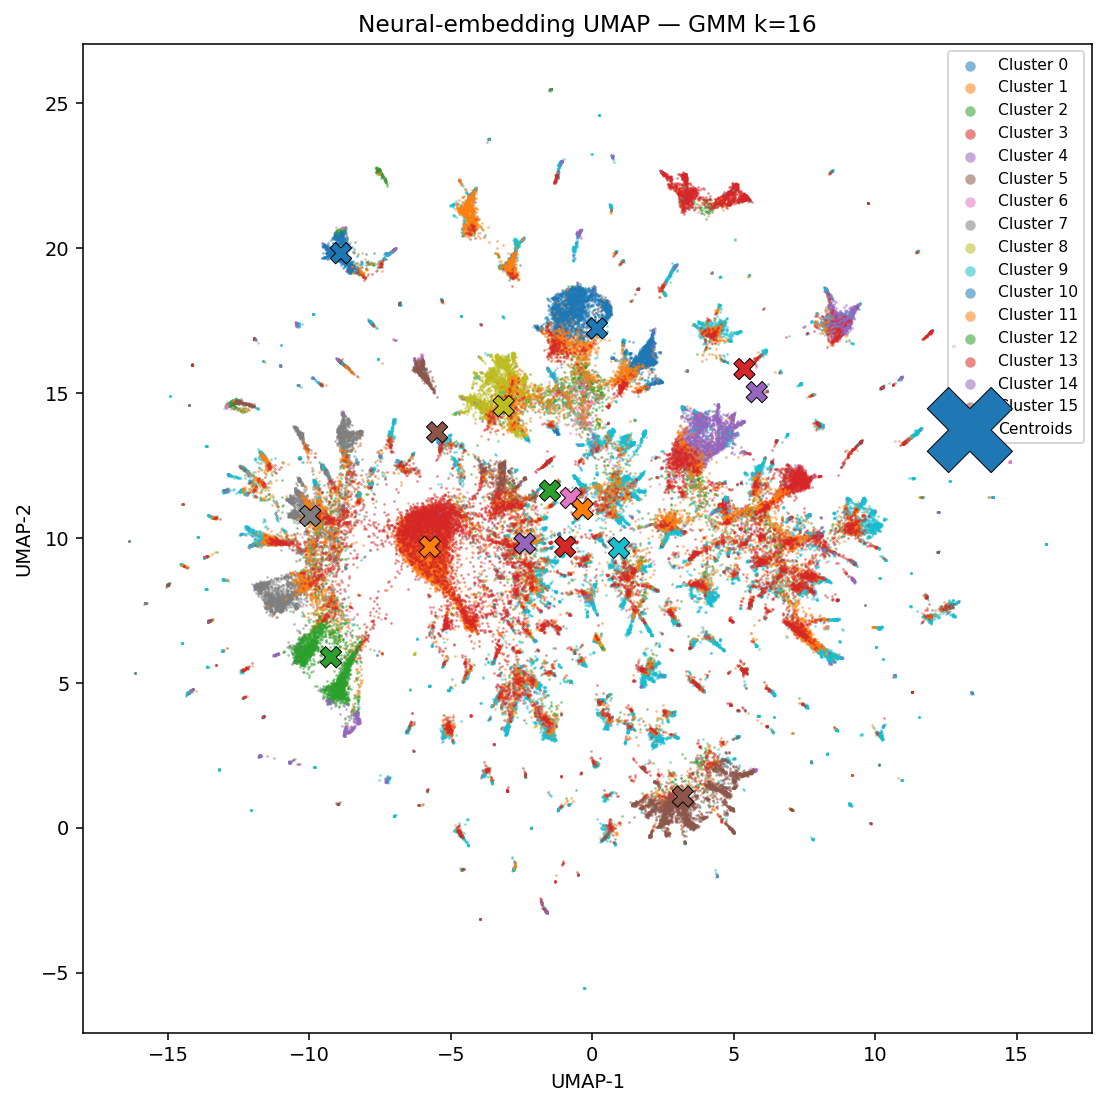 Neural-embedding UMAP — GMM k=16
Cluster 0
Cluster 1
Cluster 2
Cluster 3
Cluster 4
Cluster 5
Cluster 6
Cluster 7
Cluster 8
Cluster 9
Cluster 10
Cluster 11
Cluster 12
Cluster 13
Cluster 14
Cluster 15
Centroids
25
20
15
10
5
0
−5
UMAP-2
−15
−10
−5
0
5
10
15
UMAP-1